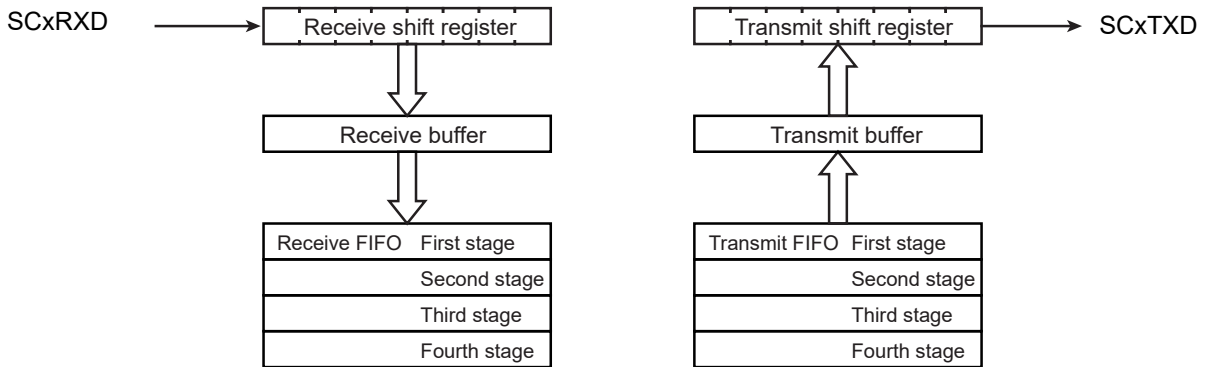 SCxRXD Receive shift register Transmit shift register SCxTXD
Receive buffer Transmit buffer
Receive FIFO First stage Transmit FIFO First stage
Second stage Second stage
Third stage Third stage
Fourth stage Fourth stage